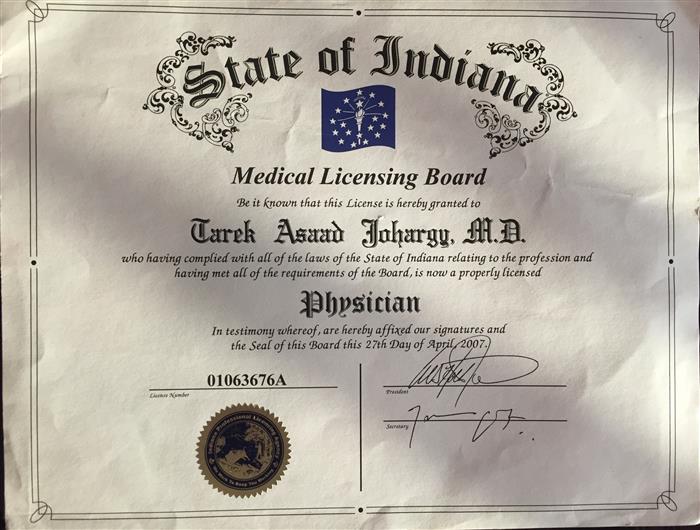 State of Indiana
Medical Licensing Board
Be it known that this License is hereby granted to
Tarek Asaad Johargy, M.D.
who having complied with all of the laws of the State of Indiana relating to the profession and
having met all of the requirements of the Board, is now a properly licensed
Physician
In testimony whereof, are hereby affixed our signatures and
the Seal of this Board this 27th Day of April, 2007.
01063676A
License Number
President
Secretary